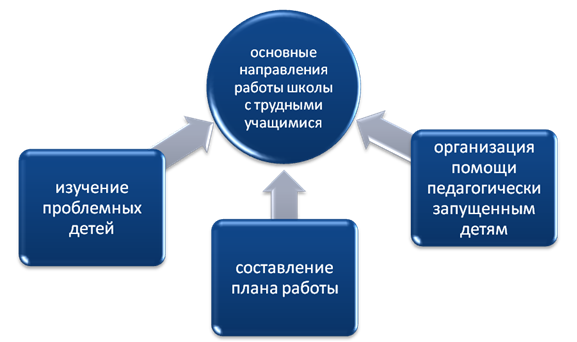 основные
направления
работы школы
с трудными
учащимися
изучение
проблемных
детей
составление
плана работы
организация
помощи
педагогически
запущенным
детям